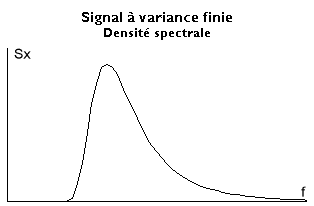 Signal à variance finie
Densité spectrale
Sx
f